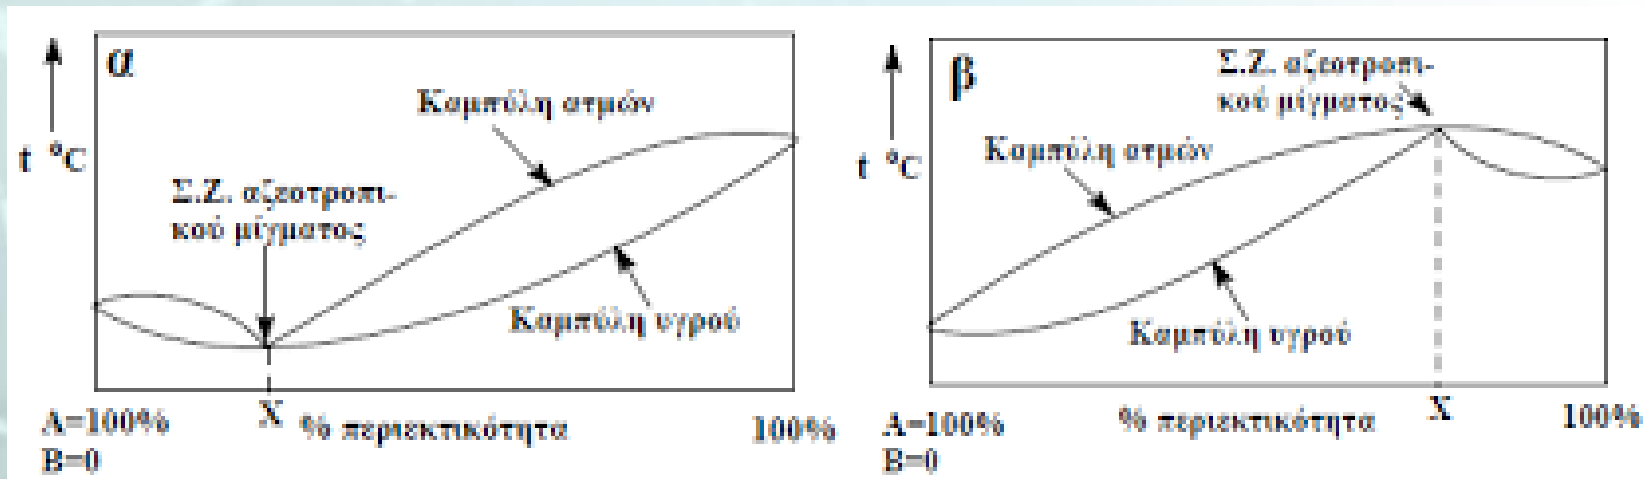 α
Καμπύλη ατμών
t °C
Σ.Ζ. αζεοτροπι-
κού μίγματος
Καμπύλη υγρού
A=100%
B=0
X
% περιεκτικότητα
100%
β
Σ.Ζ. αζεοτροπι-
κού μίγματος
Καμπύλη ατμών
t °C
Καμπύλη υγρού
A=100%
B=0
% περιεκτικότητα
X
100%